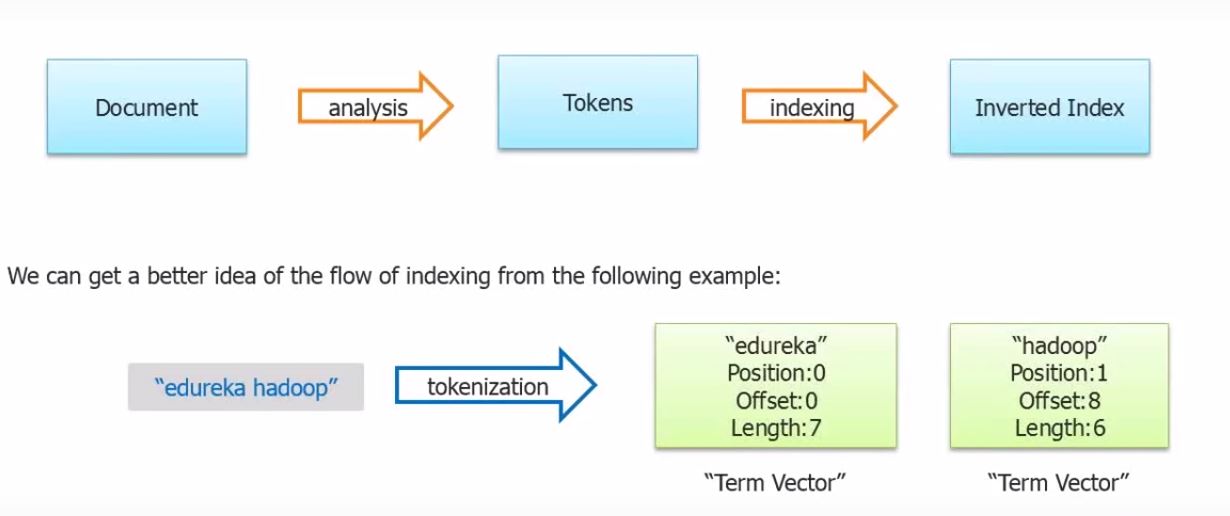 Document
analysis
Tokens
indexing
Inverted Index
We can get a better idea of the flow of indexing from the following example:
“edureka hadoop”
tokenization
“edureka”
Position:0
Offset:0
Length:7
“Term Vector”
“hadoop”
Position:1
Offset:8
Length:6
“Term Vector”